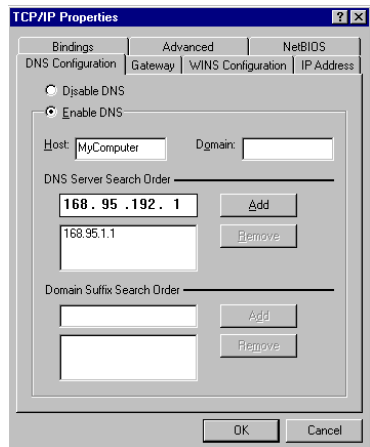 TCP/IP Properties
Bindings Advanced NetBIOS
DNS Configuration Gateway WINS Configuration IP Address
Disable DNS
Enable DNS
Host: MyComputer Domain:
DNS Server Search Order
168. 95 .192. 1 Add
168.95.1.1 Remove
Domain Suffix Search Order
Add
Remove
OK Cancel